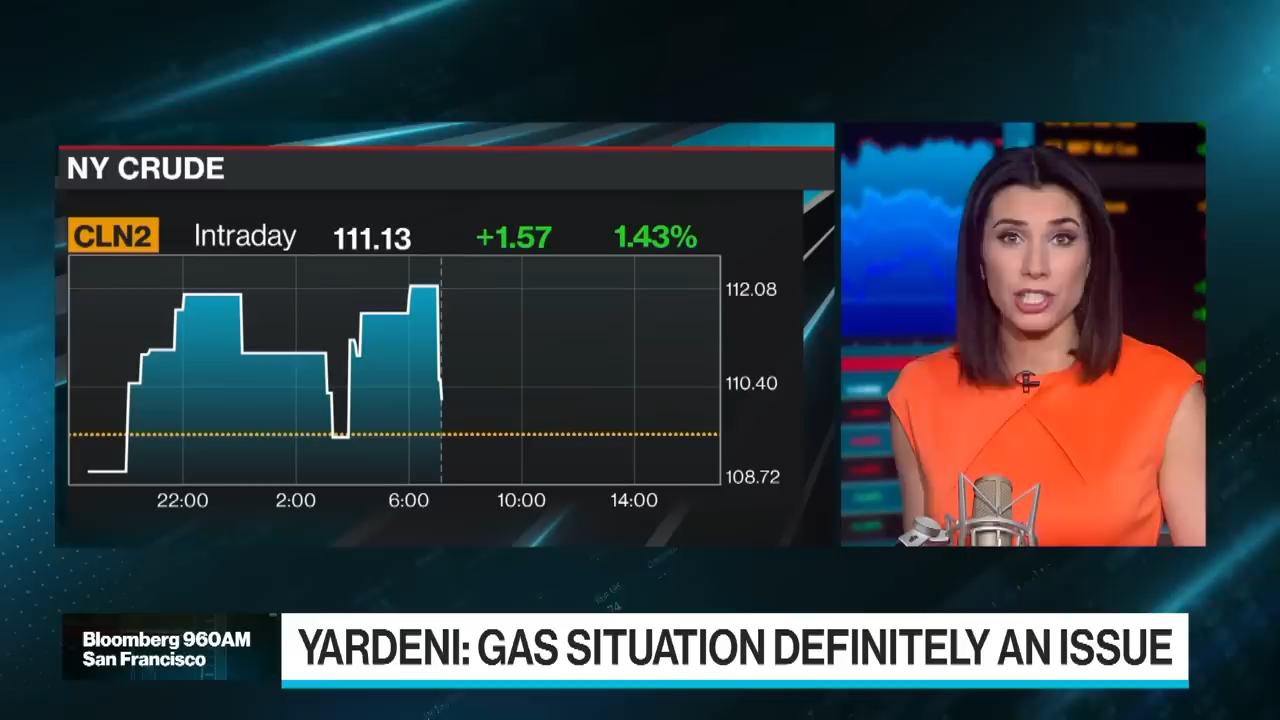 NY CRUDE
CLN2 Intraday 111.13 +1.57 1.43%
112.08
110.40
108.72
22:00 2:00 6:00 10:00 14:00
Bloomberg 960AM
San Francisco
YARDENI: GAS SITUATION DEFINITELY AN ISSUE